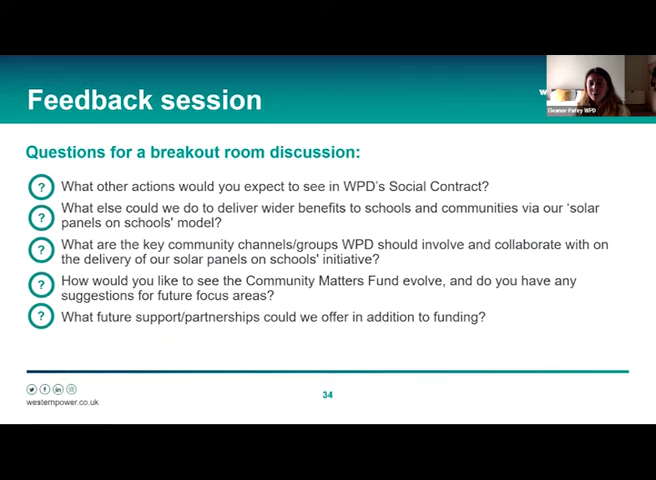 Feedback session
W
Eleanor Patey WPD
Questions for a breakout room discussion:
? What other actions would you expect to see in WPD's Social Contract?
? What else could we do to deliver wider benefits to schools and communities via our 'solar
panels on schools' model?
? What are the key community channels/groups WPD should involve and collaborate with on
the delivery of our solar panels on schools' initiative?
? How would you like to see the Community Matters Fund evolve, and do you have any
suggestions for future focus areas?
? What future support/partnerships could we offer in addition to funding?
34
westernpower.co.uk